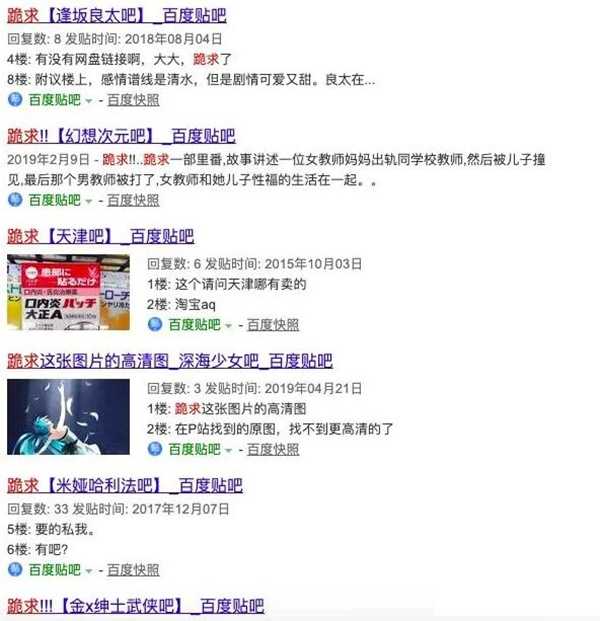 跪求【逢坂良太吧】_百度贴吧
回复数: 8 发贴时间: 2018年08月04日
4楼: 有没有网盘链接啊，大大，跪求了
8楼: 附议楼上，感情谱线是清水，但是剧情可爱又甜。良太在...
百度贴吧 - 百度快照
跪求!!【幻想次元吧】_百度贴吧
2019年2月9日 - 跪求!!..跪求一部里番,故事讲述一位女教师妈妈出轨同学校教师,然后被儿子撞
见,最后那个男教师被打了,女教师和她儿子性福的生活在一起。。
百度贴吧 - 百度快照
跪求【天津吧】_百度贴吧
患部に
貼るだけ
口内炎パッチ
大正A
ローチ
回复数: 6 发贴时间: 2015年10月03日
1楼: 这个请问天津哪有卖的
2楼: 淘宝aq
百度贴吧 - 百度快照
跪求这张图片的高清图_深海少女吧_百度贴吧
回复数: 3 发贴时间: 2019年04月21日
1楼: 跪求这张图片的高清图
2楼: 在P站找到的原图，找不到更高清的了
百度贴吧 - 百度快照
跪求【米娅哈利法吧】_百度贴吧
回复数: 33 发贴时间: 2017年12月07日
5楼: 要的私我。
6楼: 有吧?
百度贴吧 - 百度快照
跪求!!!【金x绅士武侠吧】_百度贴吧